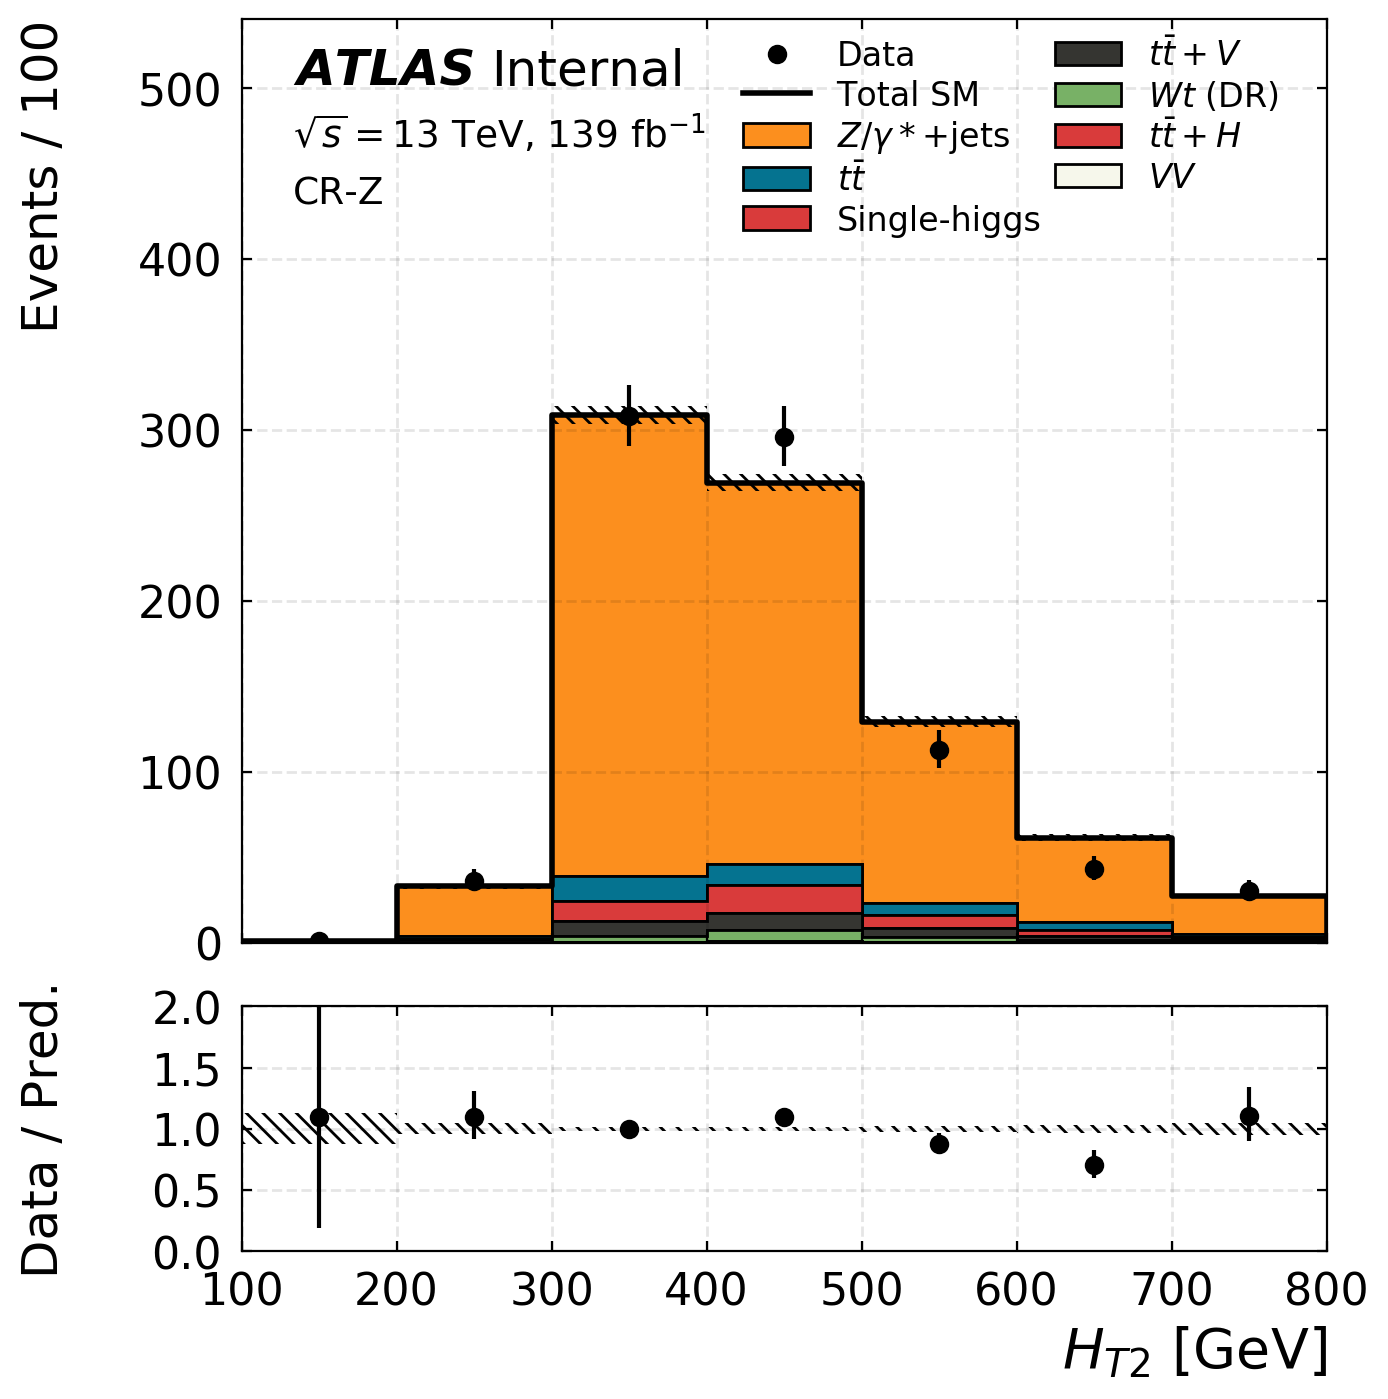 Events / 100
ATLAS Internal
√s = 13 TeV, 139 fb⁻¹
CR-Z
Data
Total SM
Z/γ * +jets
tt̄
Single-higgs
tt̄ + V
Wt (DR)
tt̄ + H
VV
500
400
300
200
100
0
Data / Pred.
2.0
1.5
1.0
0.5
0.0
100 200 300 400 500 600 700 800
H_{T2} [GeV]